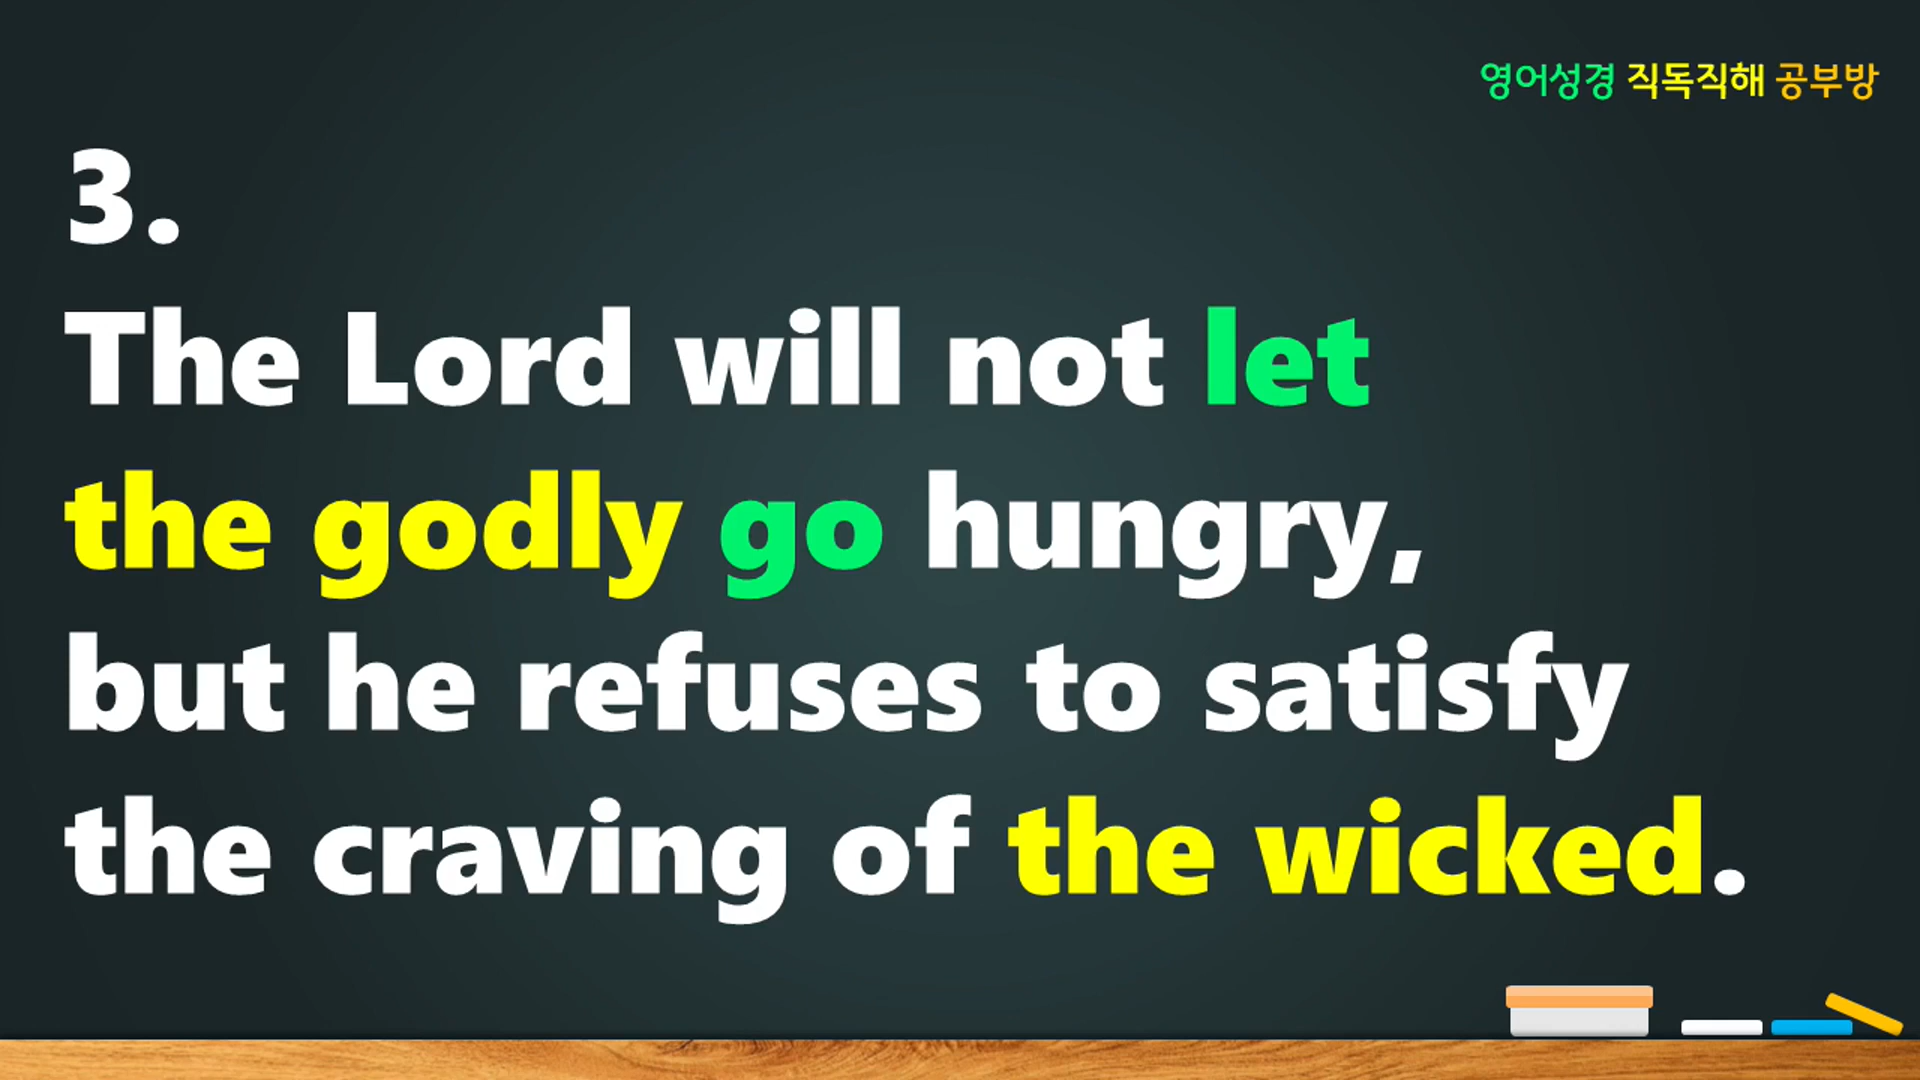 영어성경 직독직해 공부방
3.
The Lord will not let
the godly go hungry,
but he refuses to satisfy
the craving of the wicked.